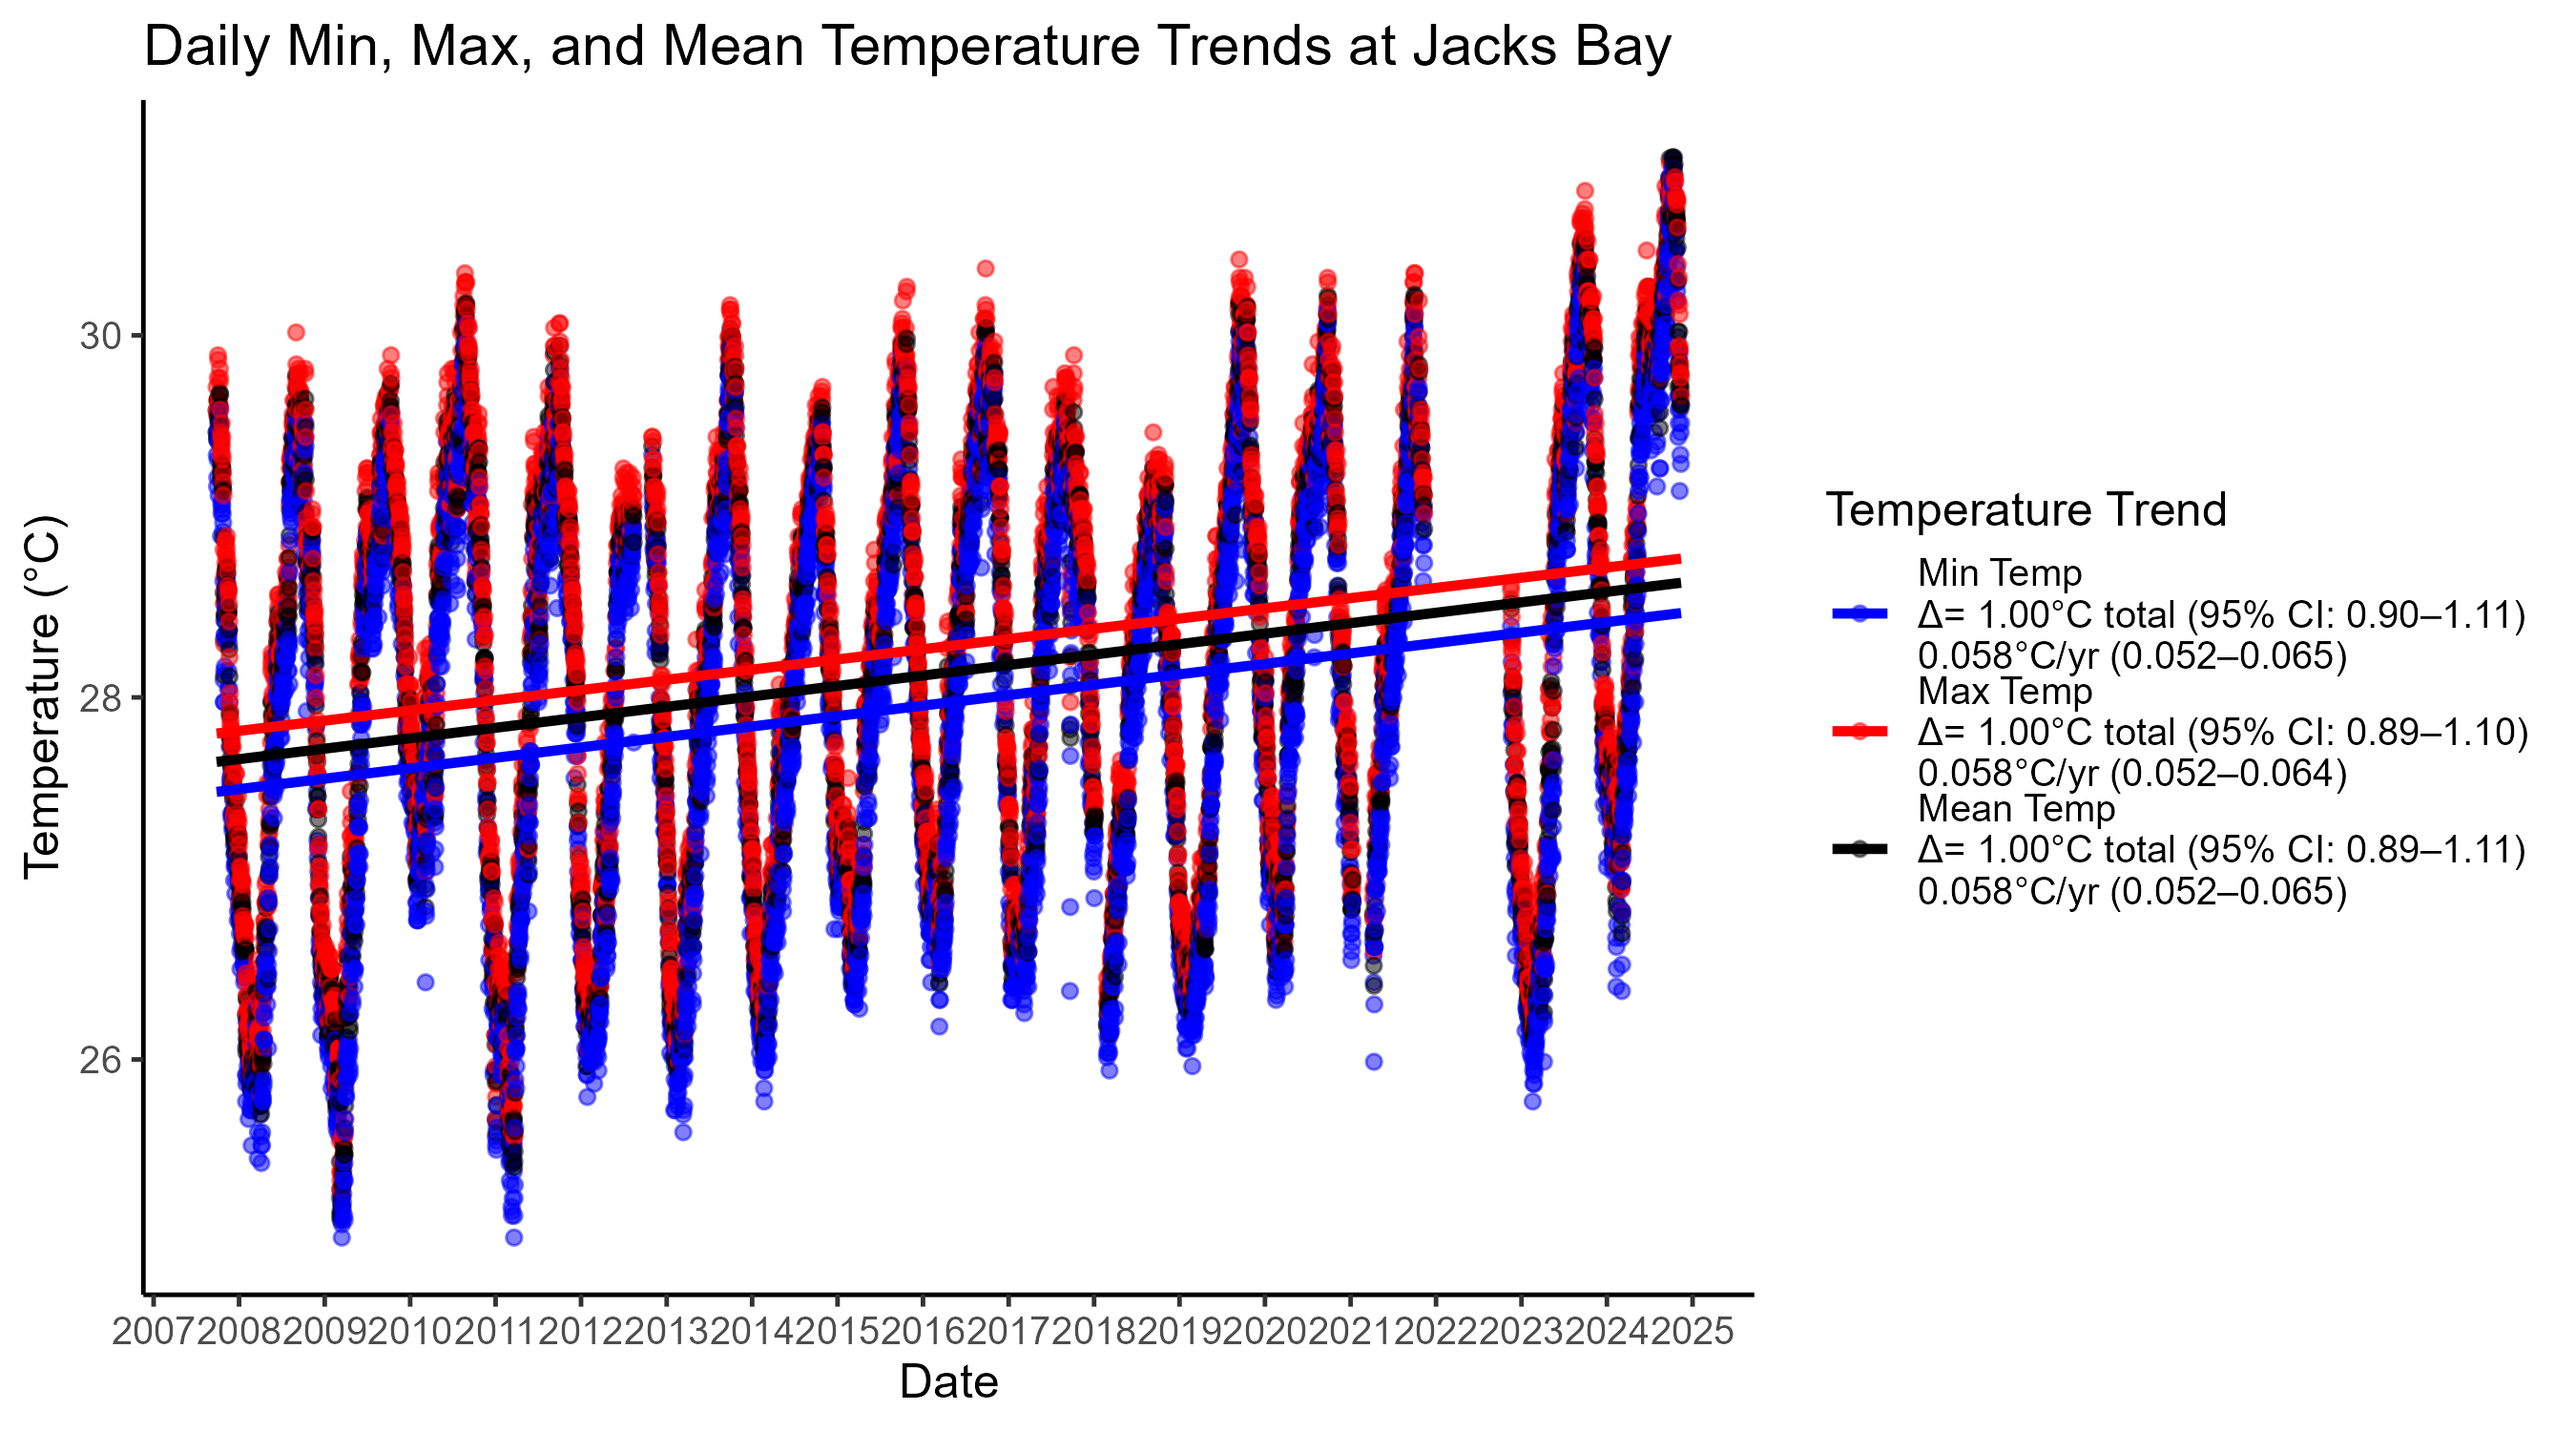 Daily Min, Max, and Mean Temperature Trends at Jacks Bay
Temperature (°C)
30
28
26
2007 2008 2009 2010 2011 2012 2013 2014 2015 2016 2017 2018 2019 2020 2021 2022 2023 2024 2025
Date
Temperature Trend
Min Temp
Δ= 1.00°C total (95% CI: 0.90–1.11)
0.058°C/yr (0.052–0.065)
Max Temp
Δ= 1.00°C total (95% CI: 0.89–1.10)
0.058°C/yr (0.052–0.064)
Mean Temp
Δ= 1.00°C total (95% CI: 0.89–1.11)
0.058°C/yr (0.052–0.065)